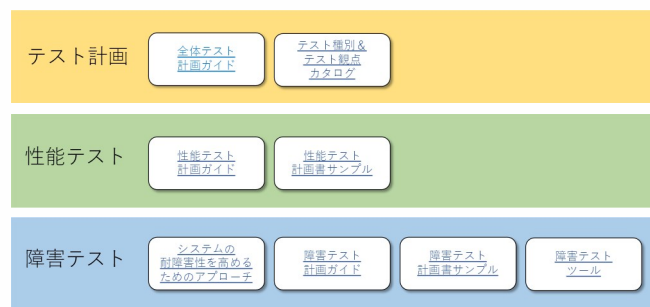 テスト計画
全体テスト
計画ガイド
テスト種別&
テスト観点
カタログ
性能テスト
性能テスト
計画ガイド
性能テスト
計画書サンプル
障害テスト
システムの
耐障害性を高める
ためのアプローチ
障害テスト
計画ガイド
障害テスト
計画書サンプル
障害テスト
ツール